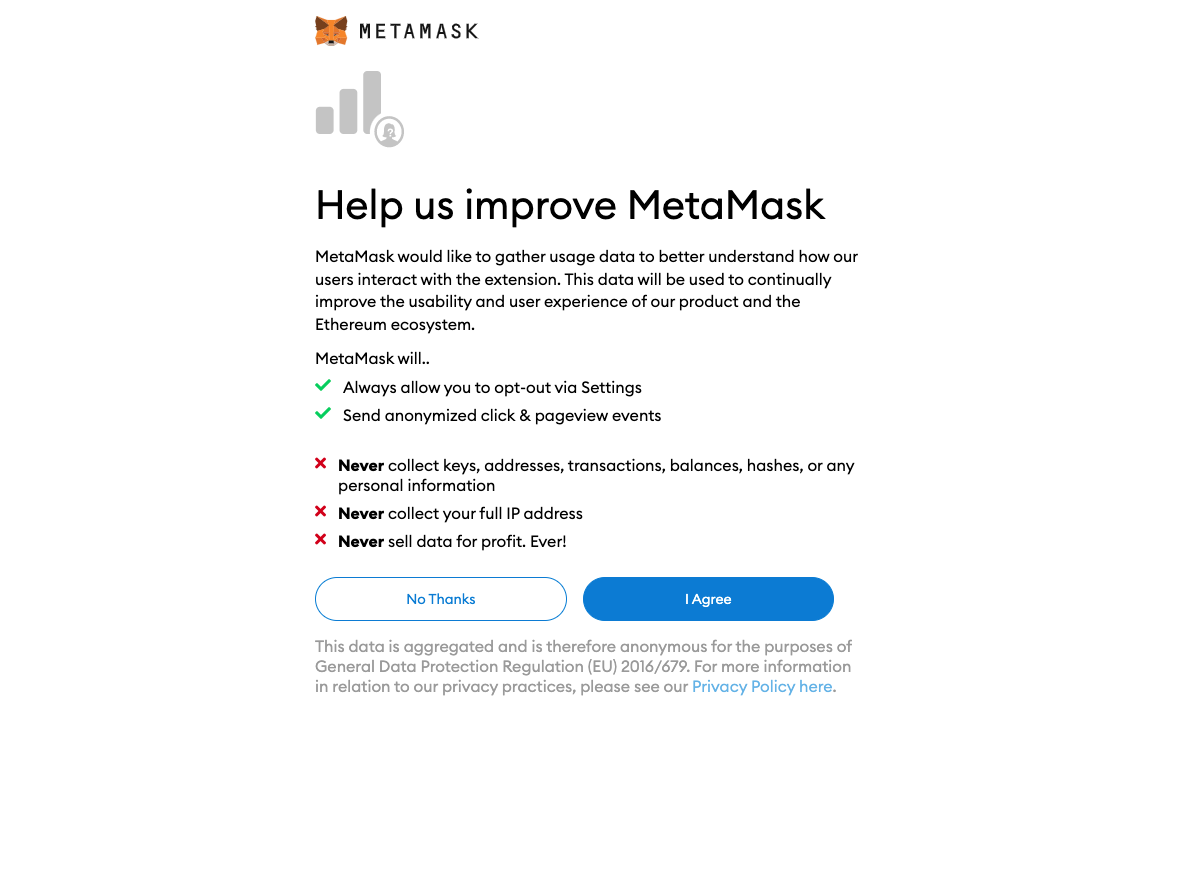 METAMASK
Help us improve MetaMask
MetaMask would like to gather usage data to better understand how our
users interact with the extension. This data will be used to continually
improve the usability and user experience of our product and the
Ethereum ecosystem.
MetaMask will..
Always allow you to opt-out via Settings
Send anonymized click & pageview events
Never collect keys, addresses, transactions, balances, hashes, or any
personal information
Never collect your full IP address
Never sell data for profit. Ever!
No Thanks
I Agree
This data is aggregated and is therefore anonymous for the purposes of
General Data Protection Regulation (EU) 2016/679. For more information
in relation to our privacy practices, please see our Privacy Policy here.